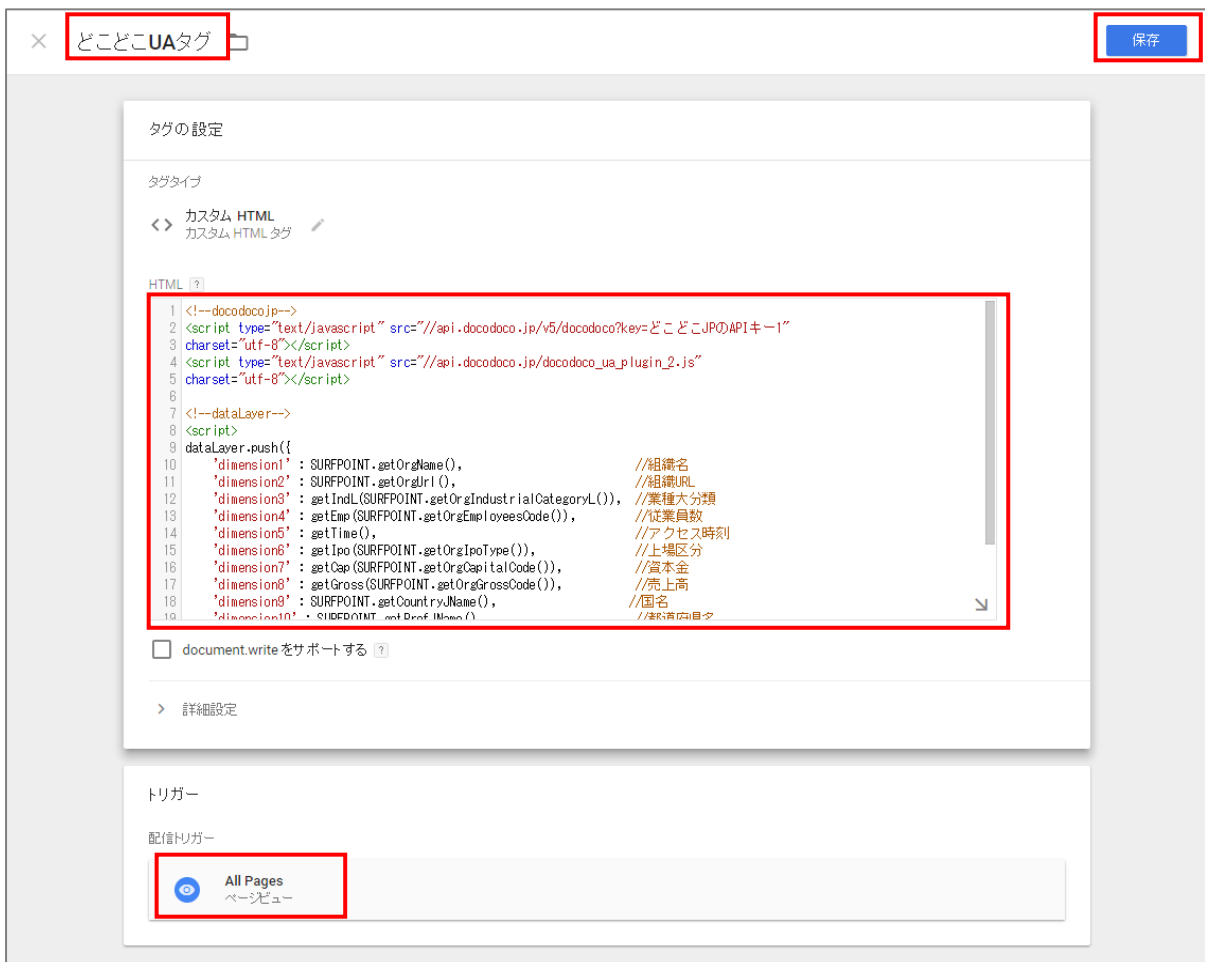 どこどこUAタグ
保存
タグの設定
タグタイプ
カスタム HTML
カスタム HTML タグ
HTML ?
1 <!--docodocojp-->
2 <script type="text/javascript" src="//api.docodoco.jp/v5/docodoco?key=どこどこJPのAPIキー1"
3 charset="utf-8"></script>
4 <script type="text/javascript" src="//api.docodoco.jp/docodoco_ua_plugin_2.js"
5 charset="utf-8"></script>
6
7 <!--dataLayer-->
8 <script>
9 dataLayer.push({
10 'dimension1' : SURFPOINT.getOrgName(), //組織名
11 'dimension2' : SURFPOINT.getOrgUrl(), //組織URL
12 'dimension3' : getIndL(SURFPOINT.getOrgIndustrialCategoryL()), //業種大分類
13 'dimension4' : getEmp(SURFPOINT.getOrgEmployeesCode()), //従業員数
14 'dimension5' : getTime(), //アクセス時刻
15 'dimension6' : getIpo(SURFPOINT.getOrgIpoType()), //上場区分
16 'dimension7' : getCap(SURFPOINT.getOrgCapitalCode()), //資本金
17 'dimension8' : getGross(SURFPOINT.getOrgGrossCode()), //売上高
18 'dimension9' : SURFPOINT.getCountryJName(), //国名
19 'dimension10' : SURFPOINT.getPrefJName() //都道府県名
document.write をサポートする ?
詳細設定
トリガー
配信トリガー
All Pages
ページビュー